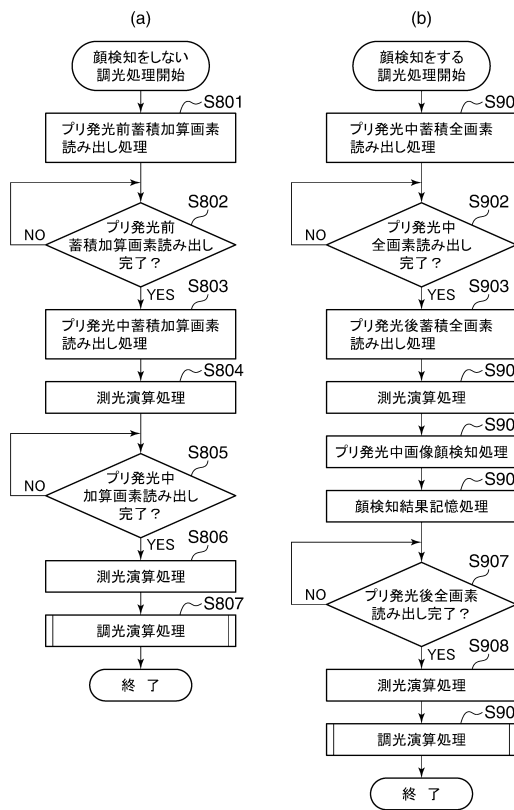 (a)
顔検知をしない
調光処理開始
S801
プリ発光前蓄積加算画素
読み出し処理
S802
プリ発光前
蓄積加算画素読み出し
完了？
NO
YES
S803
プリ発光中蓄積加算画素
読み出し処理
S804
測光演算処理
S805
プリ発光中
加算画素読み出し
完了？
NO
YES
S806
測光演算処理
S807
調光演算処理
終 了
(b)
顔検知をする
調光処理開始
S90
プリ発光中蓄積全画素
読み出し処理
S902
プリ発光中
全画素読み出し
完了？
NO
YES
S903
プリ発光後蓄積全画素
読み出し処理
S90
測光演算処理
S90
プリ発光中画像顔検知処理
S90
顔検知結果記憶処理
S907
プリ発光後全画素
読み出し完了？
NO
YES
S908
測光演算処理
S90
調光演算処理
終 了